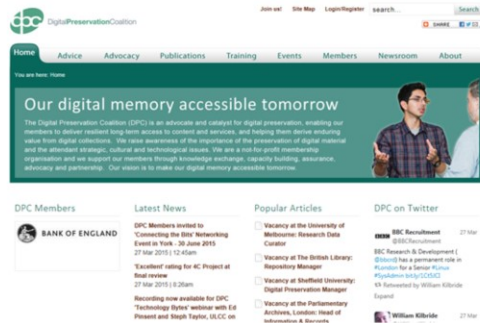 dpc DigitalPreservationCoalition
Join us! Site Map Login/Register search... Search
SHARE
Home Advice Advocacy Publications Training Events Members Newsroom About
You are here: Home
Our digital memory accessible tomorrow
The Digital Preservation Coalition (DPC) is an advocate and catalyst for digital preservation, enabling our
members to deliver resilient long-term access to content and services, and helping them derive enduring
value from digital collections. We raise awareness of the importance of the preservation of digital material
and the attendant strategic, cultural and technological issues. We are a not-for-profit membership
organisation and we support our members through knowledge exchange, capacity building, assurance,
advocacy and partnership. Our vision is to make our digital memory accessible tomorrow.
DPC Members
BANK OF ENGLAND
Latest News
DPC Members invited to
'Connecting the Bits' Networking
Event in York - 30 June 2015
27 Mar 2015 | 12:45am
'Excellent' rating for 4C Project at
final review
27 Mar 2015 | 8:26am
Recording now available for DPC
'Technology Bytes' webinar with Ed
Pinsent and Steph Taylor, ULCC on
Popular Articles
Vacancy at the University of
Melbourne: Research Data
Curator
Vacancy at The British Library:
Repository Manager
Vacancy at Sheffield University:
Digital Preservation Manager
Vacancy at the Parliamentary
Archives, London: Head of
Information & Records
DPC on Twitter
BBC Recruitment 27 Mar
@BBCRecruitment
BBC Research & Development (
) has a permanent role in
#London for a Senior #Linux
#SysAdmin
Retweeted by William Kilbride
Expand
William Kilbride 27 Mar